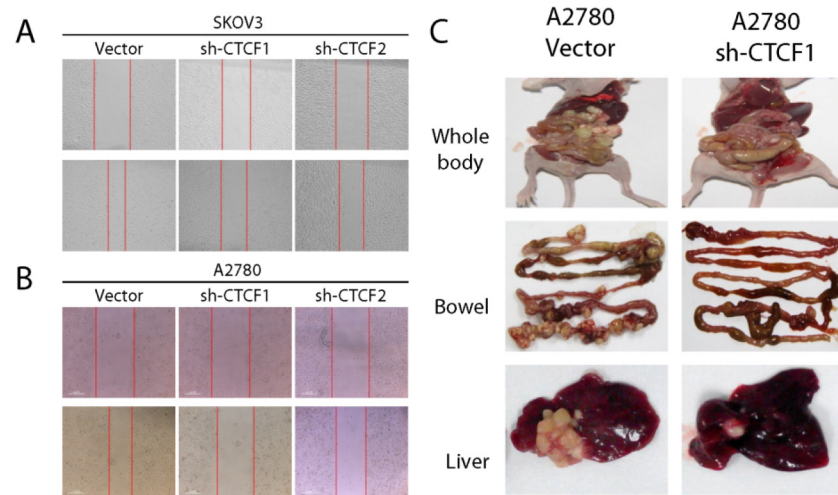 A
SKOV3
Vector
sh-CTCF1
sh-CTCF2
B
A2780
Vector
sh-CTCF1
sh-CTCF2
C
A2780
Vector
A2780
sh-CTCF1
Whole
body
Bowel
Liver